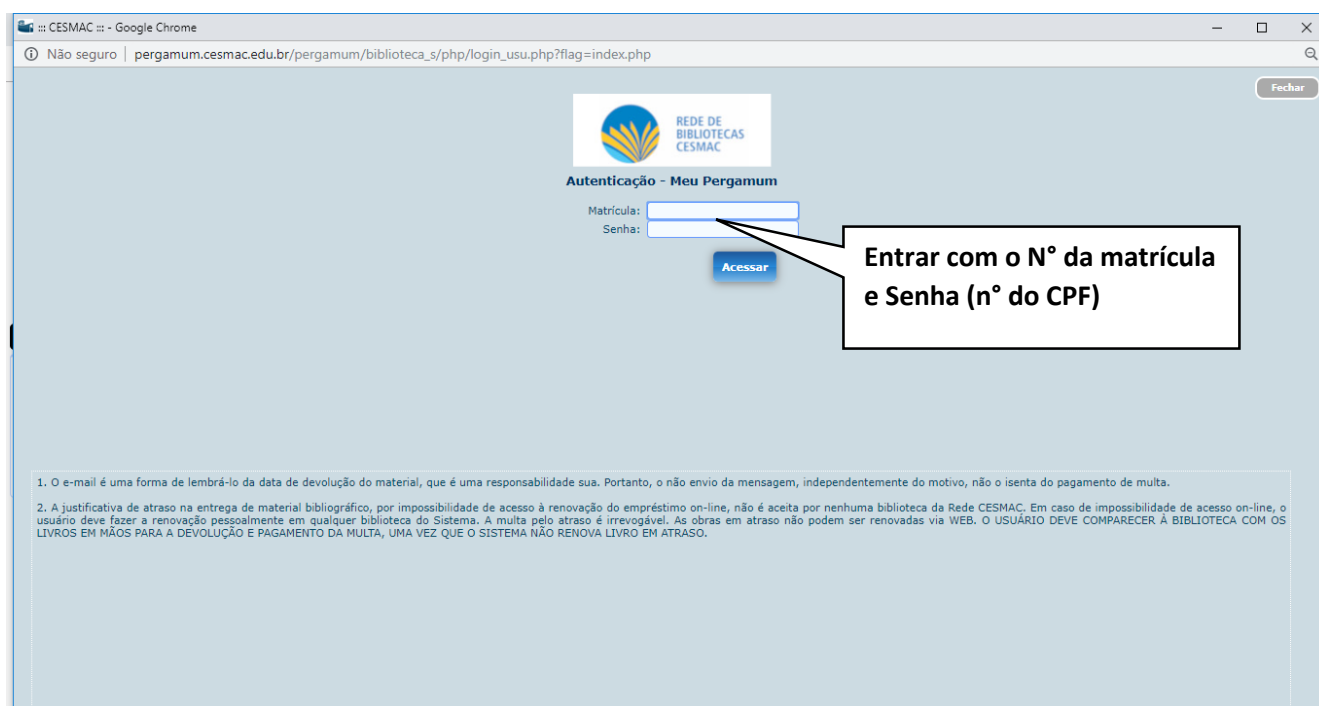 ::: CESMAC ::: - Google Chrome
Não seguro | pergamum.cesmac.edu.br/pergamum/biblioteca_s/php/login_usu.php?flag=index.php
Fechar
REDE DE
BIBLIOTECAS
CESMAC
Autenticação - Meu Pergamum
Matrícula:
Senha:
Acessar
Entrar com o N° da matrícula
e Senha (n° do CPF)
1. O e-mail é uma forma de lembrá-lo da data de devolução do material, que é uma responsabilidade sua. Portanto, o não envio da mensagem, independentemente do motivo, não o isenta do pagamento de multa.
2. A justificativa de atraso na entrega de material bibliográfico, por impossibilidade de acesso à renovação do empréstimo on-line, não é aceita por nenhuma biblioteca da Rede CESMAC. Em caso de impossibilidade de acesso on-line, o
usuário deve fazer a renovação pessoalmente em qualquer biblioteca do Sistema. A multa pelo atraso é irrevogável. As obras em atraso não podem ser renovadas via WEB. O USUÁRIO DEVE COMPARECER À BIBLIOTECA COM OS
LIVROS EM MÃOS PARA A DEVOLUÇÃO E PAGAMENTO DA MULTA, UMA VEZ QUE O SISTEMA NÃO RENOVA LIVRO EM ATRASO.